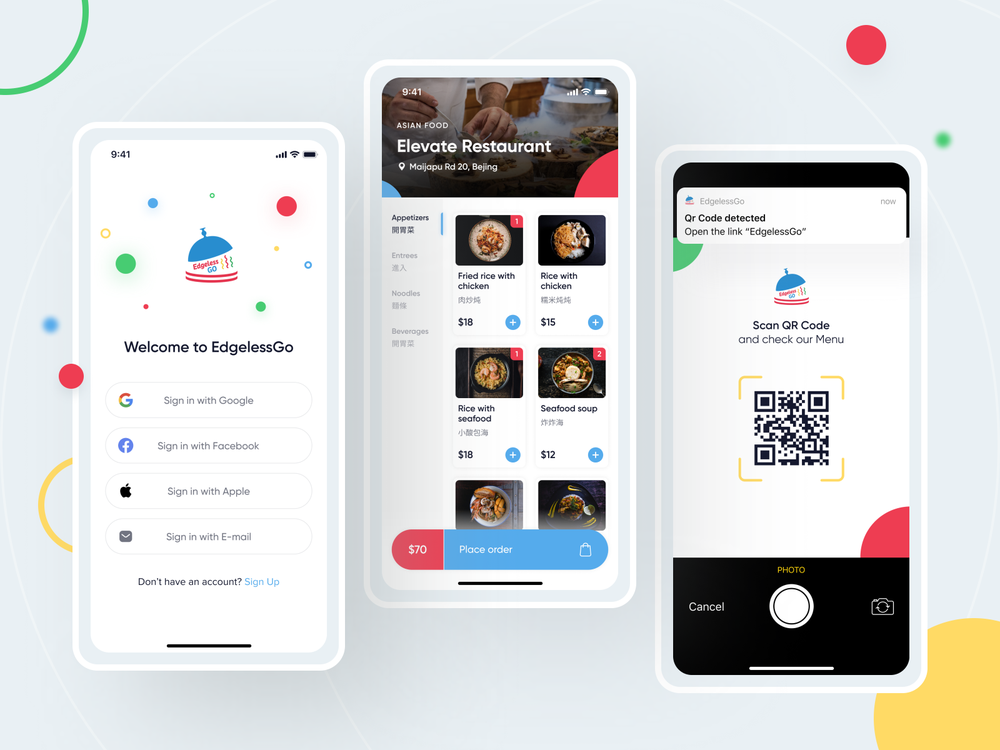 9:41
Edgeless
GO
Welcome to EdgelessGo
Sign in with Google
Sign in with Facebook
Sign in with Apple
Sign in with E-mail
Don't have an account? Sign Up
9:41
ASIAN FOOD
Elevate Restaurant
Maijapu Rd 20, Bejing
Appetizers
開胃菜
Entrees
進入
Noodles
麵條
Beverages
開胃菜
1
Fried rice with
chicken
肉炒炖
$18
Rice with
chicken
糯米炖炖
$15
1
Rice with
seafood
小酸包海
$18
2
Seafood soup
炸炸海
$12
$70
Place order
EdgelessGo
now
Qr Code detected
Open the link “EdgelessGo”
Edgeless
GO
Scan QR Code
and check our Menu
PHOTO
Cancel